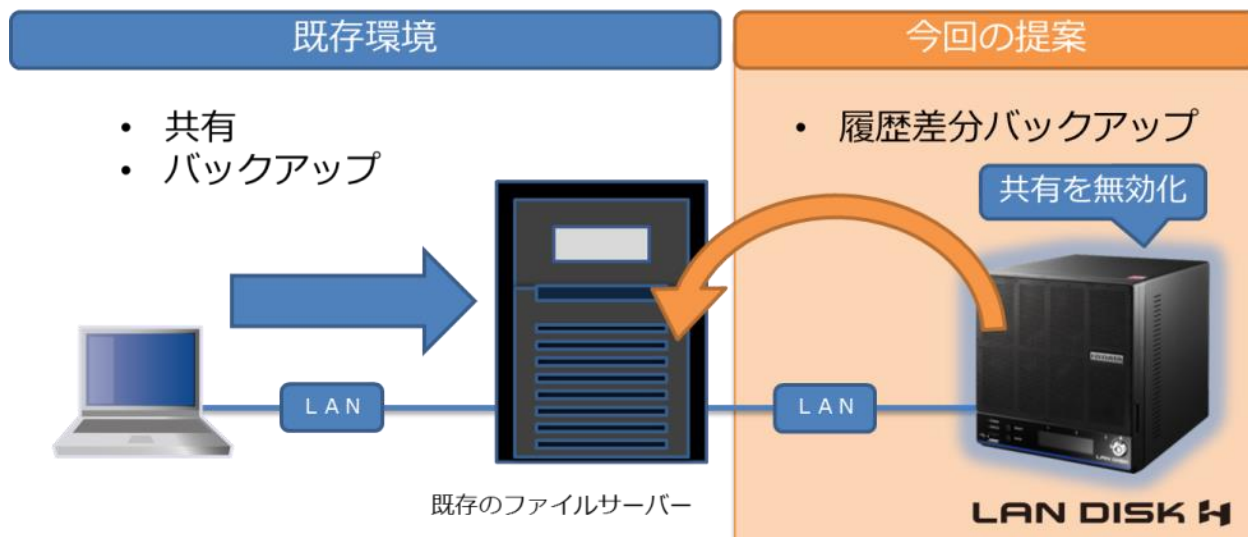 既存環境
今回の提案
• 共有
• バックアップ
• 履歴差分バックアップ
共有を無効化
LAN
LAN
既存のファイルサーバー
LAN DISK H